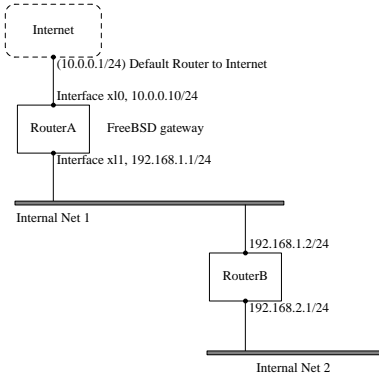 Internet
(10.0.0.1/24) Default Router to Internet
Interface xl0, 10.0.0.10/24
RouterA
FreeBSD gateway
Interface xl1, 192.168.1.1/24
Internal Net 1
192.168.1.2/24
RouterB
192.168.2.1/24
Internal Net 2